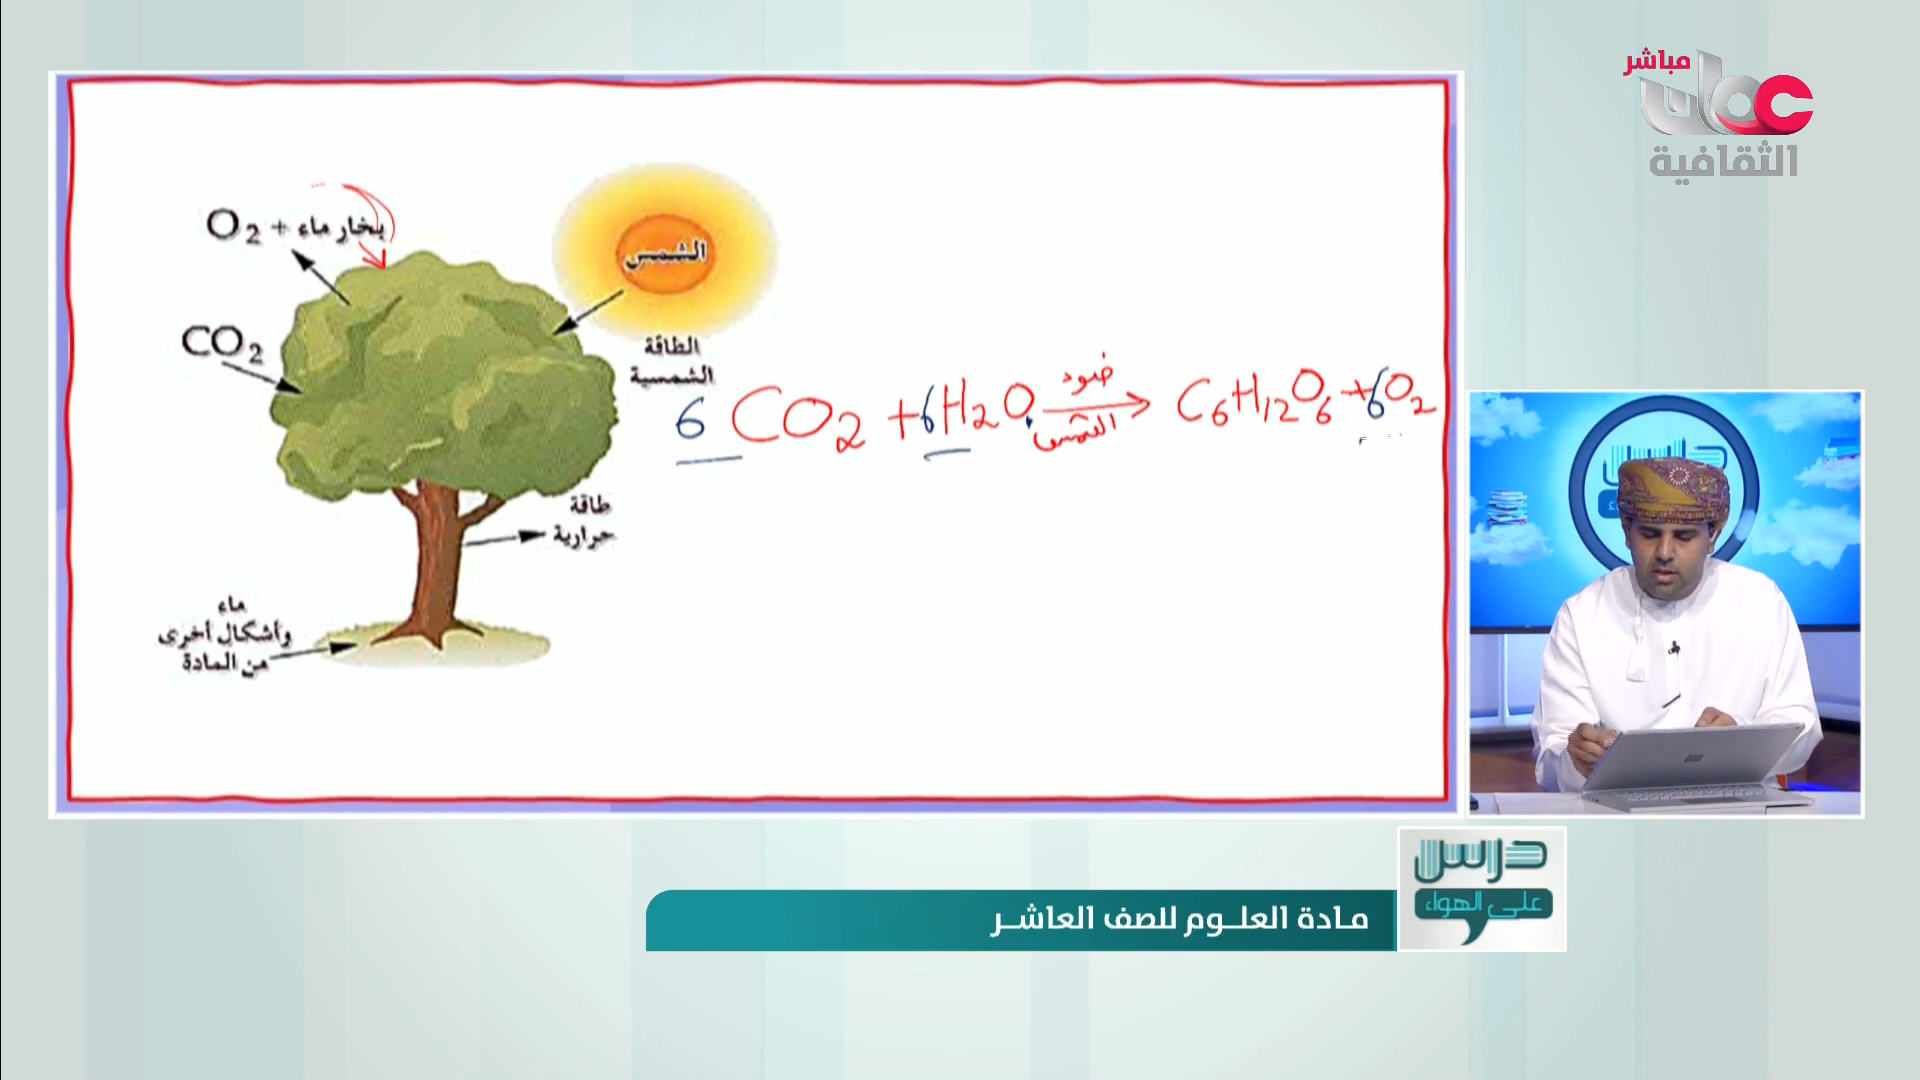 مباشر
عمان
الثقافية
O2 + بخار ماء
الشمس
CO2
الطاقة
الشمسية
6 CO2 + 6H2O ضوء الشمس → C6H12O6 + 6O2
طاقة
حرارية
ماء
وأشكال أخرى
من المادة
درس
على الهواء
مادة العلوم للصف العاشر